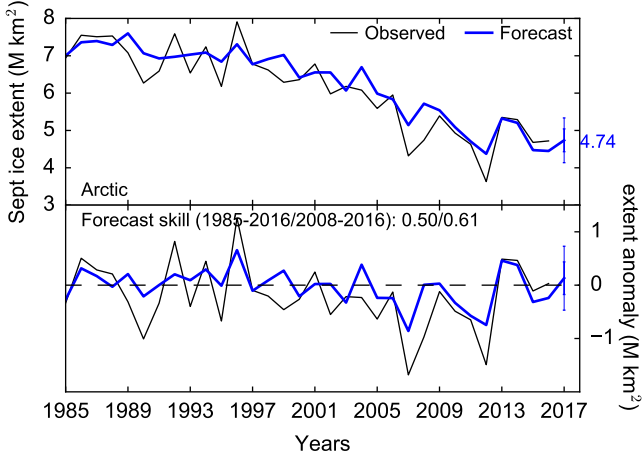 8
7
6
5
4
3
Sept ice extent (M km²)
Observed
Forecast
4.74
Arctic
Forecast skill (1985-2016/2008-2016): 0.50/0.61
1
0
−1
extent anomaly (M km²)
1985 1989 1993 1997 2001 2005 2009 2013 2017
Years